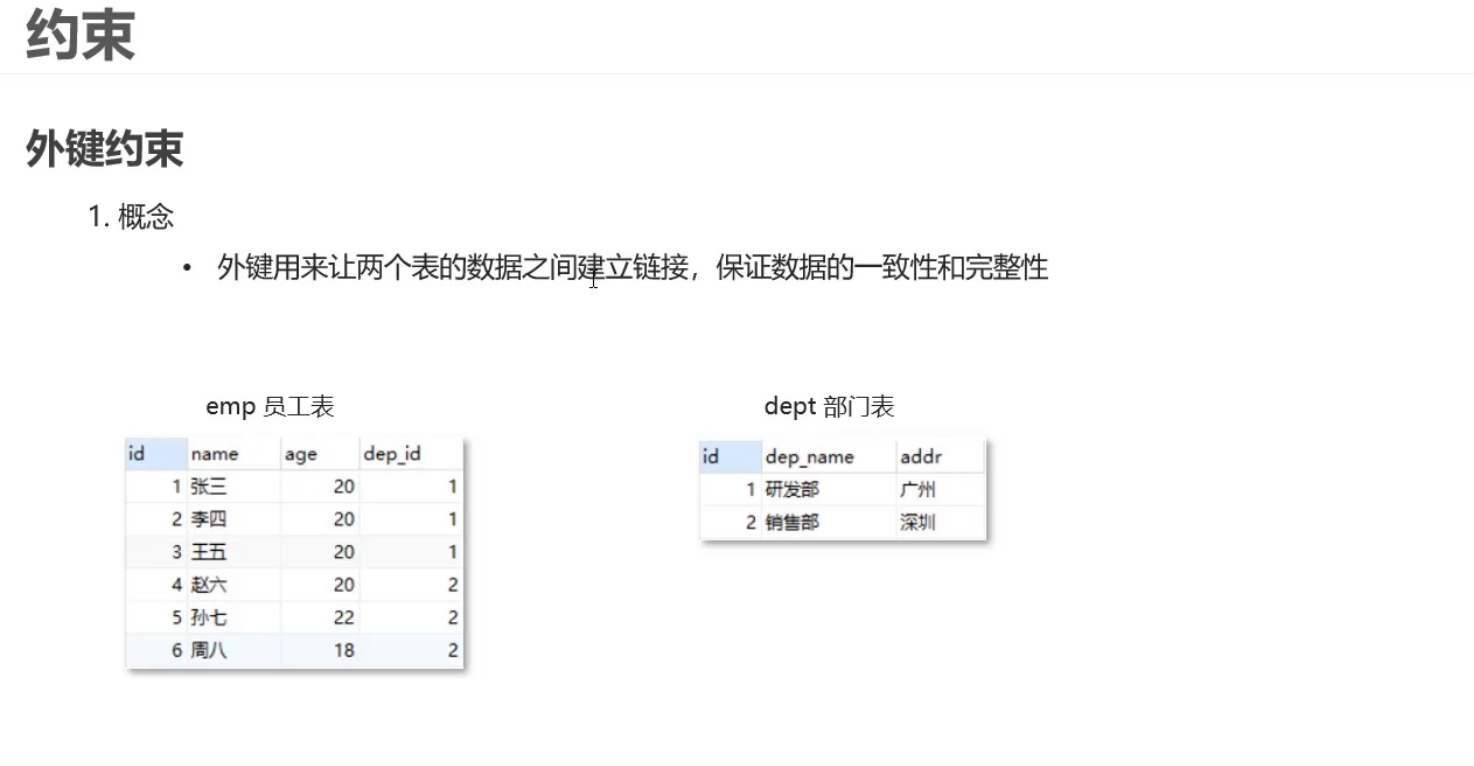 约束
外键约束
1. 概念
• 外键用来让两个表的数据之间建立链接，保证数据的一致性和完整性
emp 员工表
id name age dep_id
1 张三 20 1
2 李四 20 1
3 王五 20 1
4 赵六 20 2
5 孙七 22 2
6 周八 18 2
dept 部门表
id dep_name addr
1 研发部 广州
2 销售部 深圳